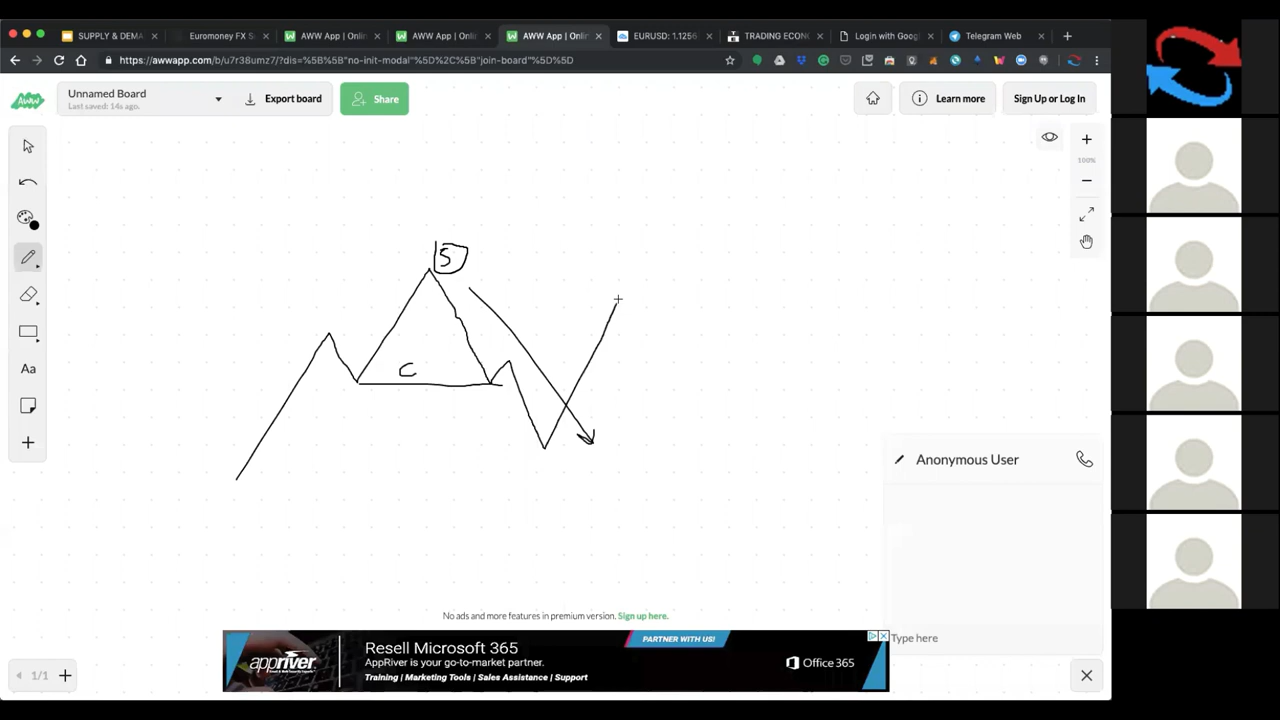 SUPPLY & DEMA
Euromoney FX S
AWW App | Onlin
AWW App | Onlin
AWW App | Onlin
EURUSD: 1.1256
TRADING ECON
Login with Goog
Telegram Web
https://awwapp.com/b/u7r38umz7/?dis=%5B%5B"no-init-modal"%5D%2C%5B"join-board"%5D%5D
Unnamed Board
Last saved: 14s ago.
Export board
Share
Learn more
Sign Up or Log In
100%
S
C
Aa
Anonymous User
No ads and more features in premium version. Sign up here.
Type here
appriver
Resell Microsoft 365
AppRiver is your go-to-market partner.
Training | Marketing Tools | Sales Assistance | Support
PARTNER WITH US!
Office 365
1/1